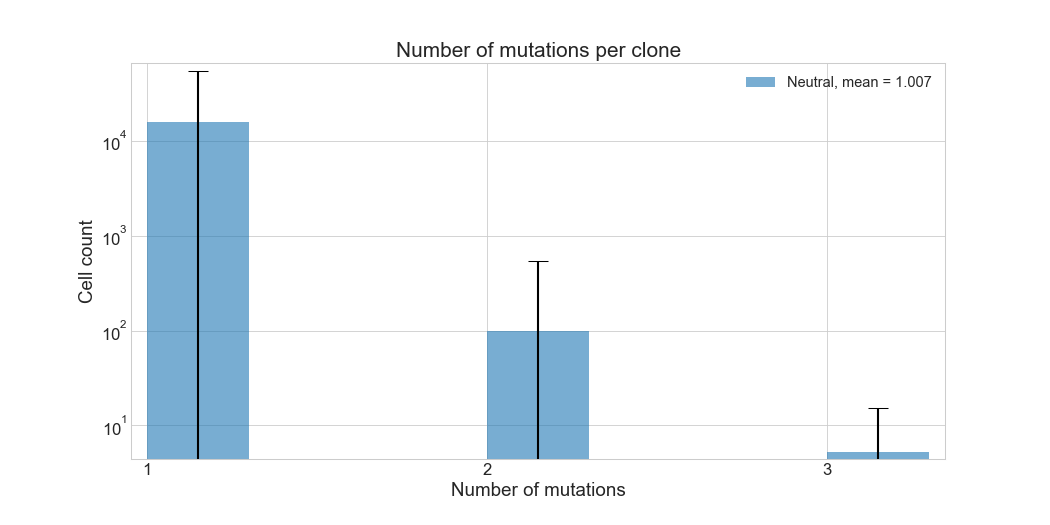 Number of mutations per clone
Neutral, mean = 1.007
Cell count
10^4
10^3
10^2
10^1
1 2 3
Number of mutations